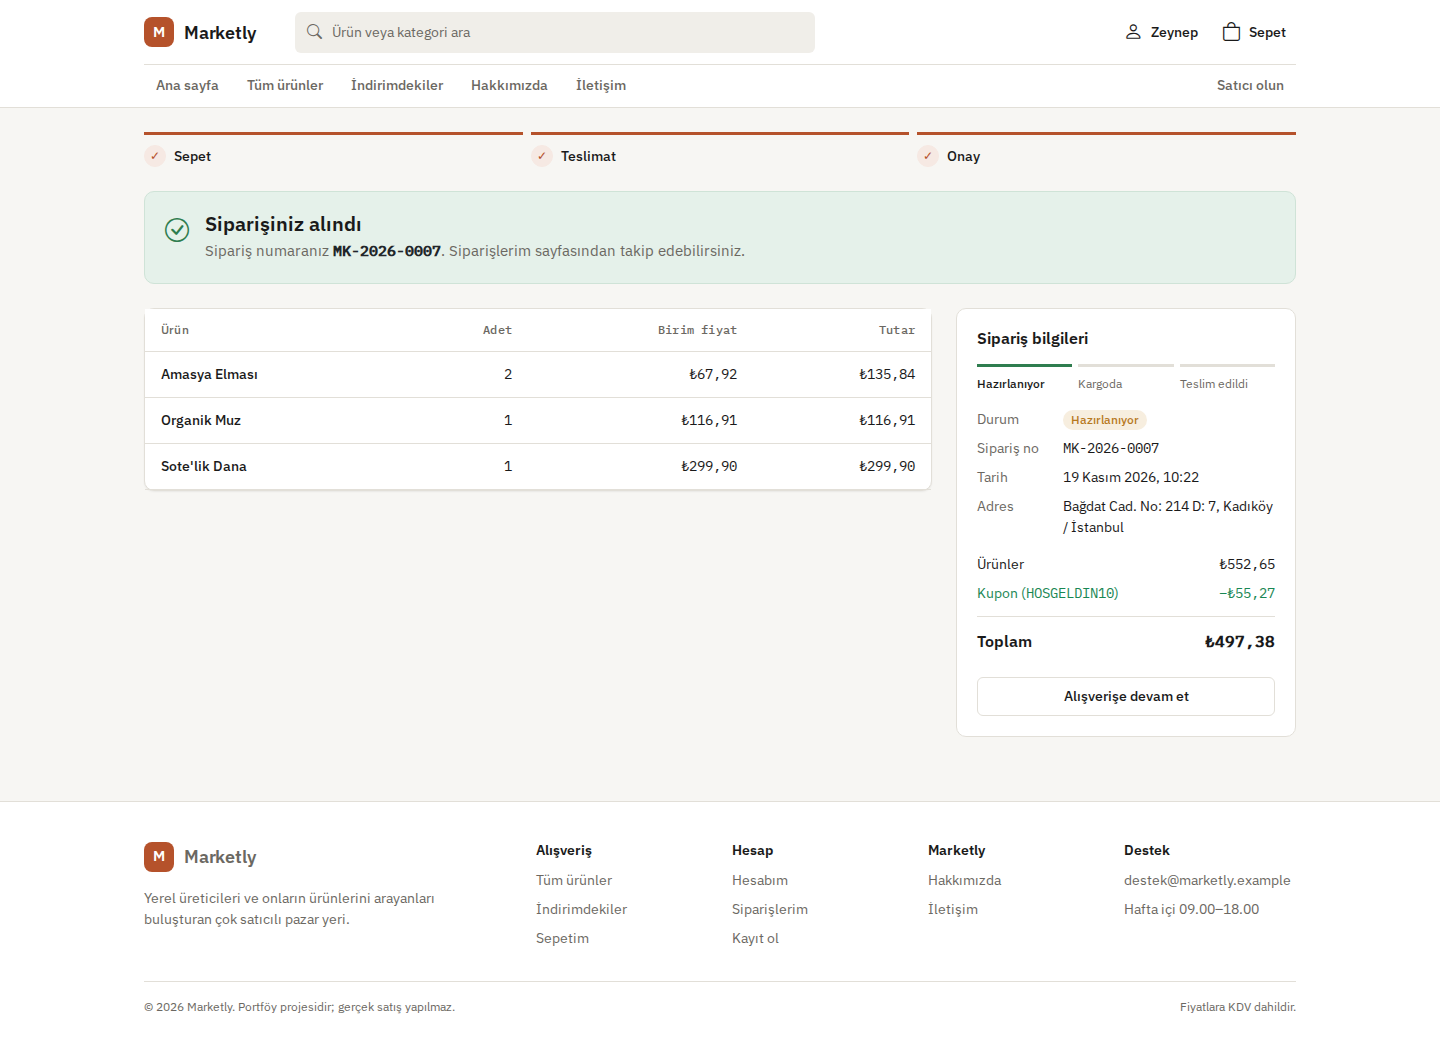 M Marketly
Ürün veya kategori ara
Zeynep
Sepet
Ana sayfa
Tüm ürünler
İndirimdekiler
Hakkımızda
İletişim
Satıcı olun
✓ Sepet
✓ Teslimat
✓ Onay
Siparişiniz alındı
Sipariş numaranız MK-2026-0007. Siparişlerim sayfasından takip edebilirsiniz.
Ürün Adet Birim fiyat Tutar
Amasya Elması 2 ₺67,92 ₺135,84
Organik Muz 1 ₺116,91 ₺116,91
Sote'lik Dana 1 ₺299,90 ₺299,90
Sipariş bilgileri
Hazırlanıyor Kargoda Teslim edildi
Durum Hazırlanıyor
Sipariş no MK-2026-0007
Tarih 19 Kasım 2026, 10:22
Adres Bağdat Cad. No: 214 D: 7, Kadıköy
/ İstanbul
Ürünler ₺552,65
Kupon (HOSGELDIN10) −₺55,27
Toplam ₺497,38
Alışverişe devam et
M Marketly
Yerel üreticileri ve onların ürünlerini arayanları
buluşturan çok satıcılı pazar yeri.
Alışveriş
Tüm ürünler
İndirimdekiler
Sepetim
Hesap
Hesabım
Siparişlerim
Kayıt ol
Marketly
Hakkımızda
İletişim
Destek
destek@marketly.example
Hafta içi 09.00–18.00
© 2026 Marketly. Portföy projesidir; gerçek satış yapılmaz.
Fiyatlara KDV dahildir.